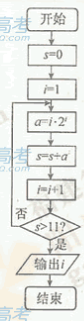 开始
s=0
i=1
a=i·2^i
s=s+a
i=i+1
否
s>11?
是
输出i
结束